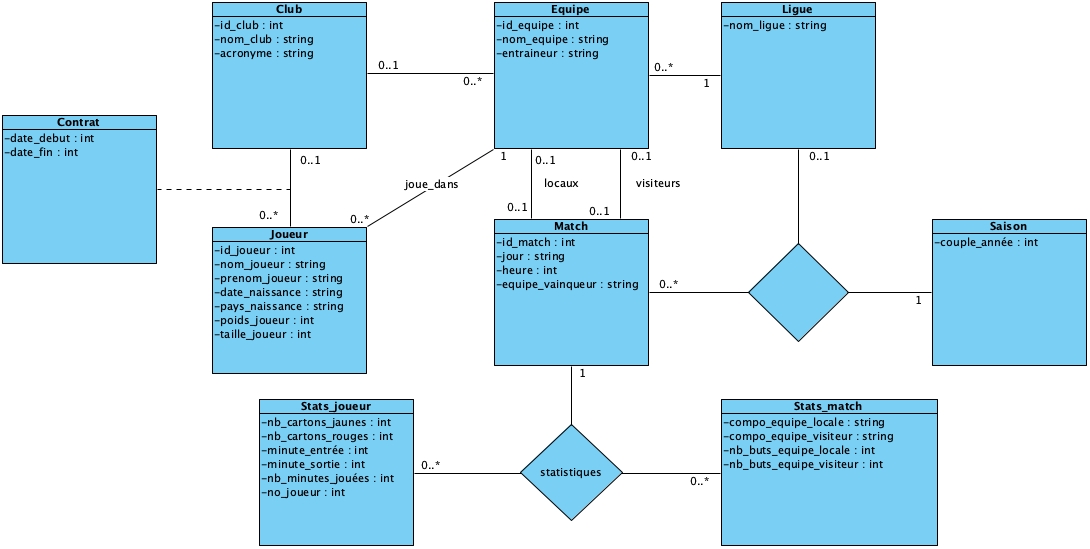 Club
−id_club : int
−nom_club : string
−acronyme : string
Equipe
−id_equipe : int
−nom_equipe : string
−entraineur : string
Ligue
−nom_ligue : string
0..1
0..*
0..*
1
Contrat
−date_debut : int
−date_fin : int
0..1
0..*
joue_dans
1
0..*
0..1
locaux
0..1
0..1
visiteurs
0..1
0..1
Joueur
−id_joueur : int
−nom_joueur : string
−prenom_joueur : string
−date_naissance : string
−pays_naissance : string
−poids_joueur : int
−taille_joueur : int
Match
−id_match : int
−jour : string
−heure : int
−equipe_vainqueur : string
Saison
−couple_année : int
0..*
1
1
Stats_joueur
−nb_cartons_jaunes : int
−nb_cartons_rouges : int
−minute_entrée : int
−minute_sortie : int
−nb_minutes_jouées : int
−no_joueur : int
0..*
statistiques
0..*
Stats_match
−compo_equipe_locale : string
−compo_equipe_visiteur : string
−nb_buts_equipe_locale : int
−nb_buts_equipe_visiteur : int